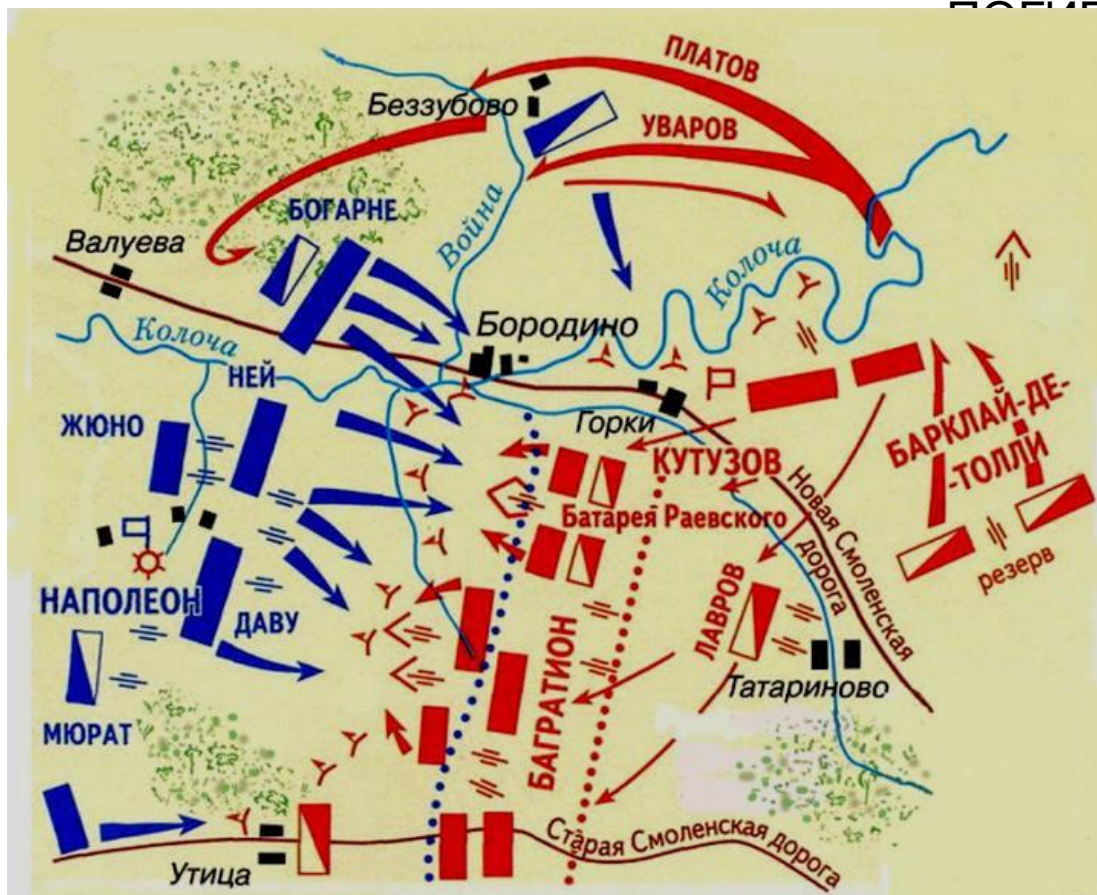 ПЛАТОВ
Беззубово
УВАРОВ
БОГАРНЕ
Война
Валуева
Колоча
Колоча
Бородино
НЕЙ
ЖЮНО
Горки
КУТУЗОВ
БАРКЛАЙ-ДЕ-
-ТОЛЛИ
Батарея Раевского
Новая Смоленская
дорога
резерв
НАПОЛЕОН
ДАВУ
ЛАВРОВ
Татариново
БАГРАТИОН
МЮРАТ
Старая Смоленская дорога
Утица